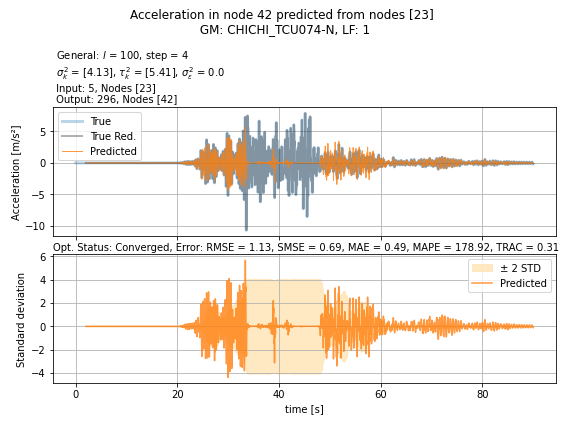 Acceleration in node 42 predicted from nodes [23]
GM: CHICHI_TCU074-N, LF: 1
General: l = 100, step = 4
σ²ₖ = [4.13], τ²ₖ = [5.41], σ²ₑ = 0.0
Input: 5, Nodes [23]
Output: 296, Nodes [42]
True
True Red.
Predicted
Acceleration [m/s²]
5
0
−5
−10
Opt. Status: Converged, Error: RMSE = 1.13, SMSE = 0.69, MAE = 0.49, MAPE = 178.92, TRAC = 0.31
± 2 STD
Predicted
Standard deviation
6
4
2
0
−2
−4
0 20 40 60 80
time [s]